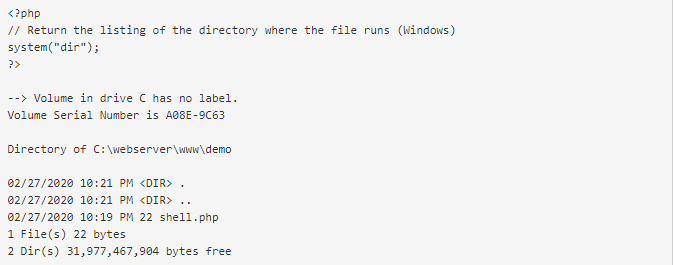 <?php
// Return the listing of the directory where the file runs (Windows)
system("dir");
?>
--> Volume in drive C has no label.
Volume Serial Number is A08E-9C63
Directory of C:\webserver\www\demo
02/27/2020 10:21 PM <DIR> .
02/27/2020 10:21 PM <DIR> ..
02/27/2020 10:19 PM 22 shell.php
1 File(s) 22 bytes
2 Dir(s) 31,977,467,904 bytes free